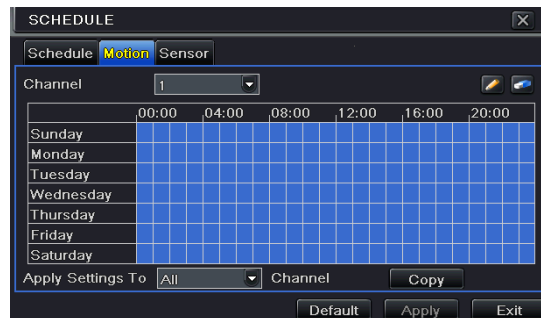 SCHEDULE
Schedule Motion Sensor
Channel 1
00:00 04:00 08:00 12:00 16:00 20:00
Sunday
Monday
Tuesday
Wednesday
Thursday
Friday
Saturday
Apply Settings To All Channel Copy
Default Apply Exit